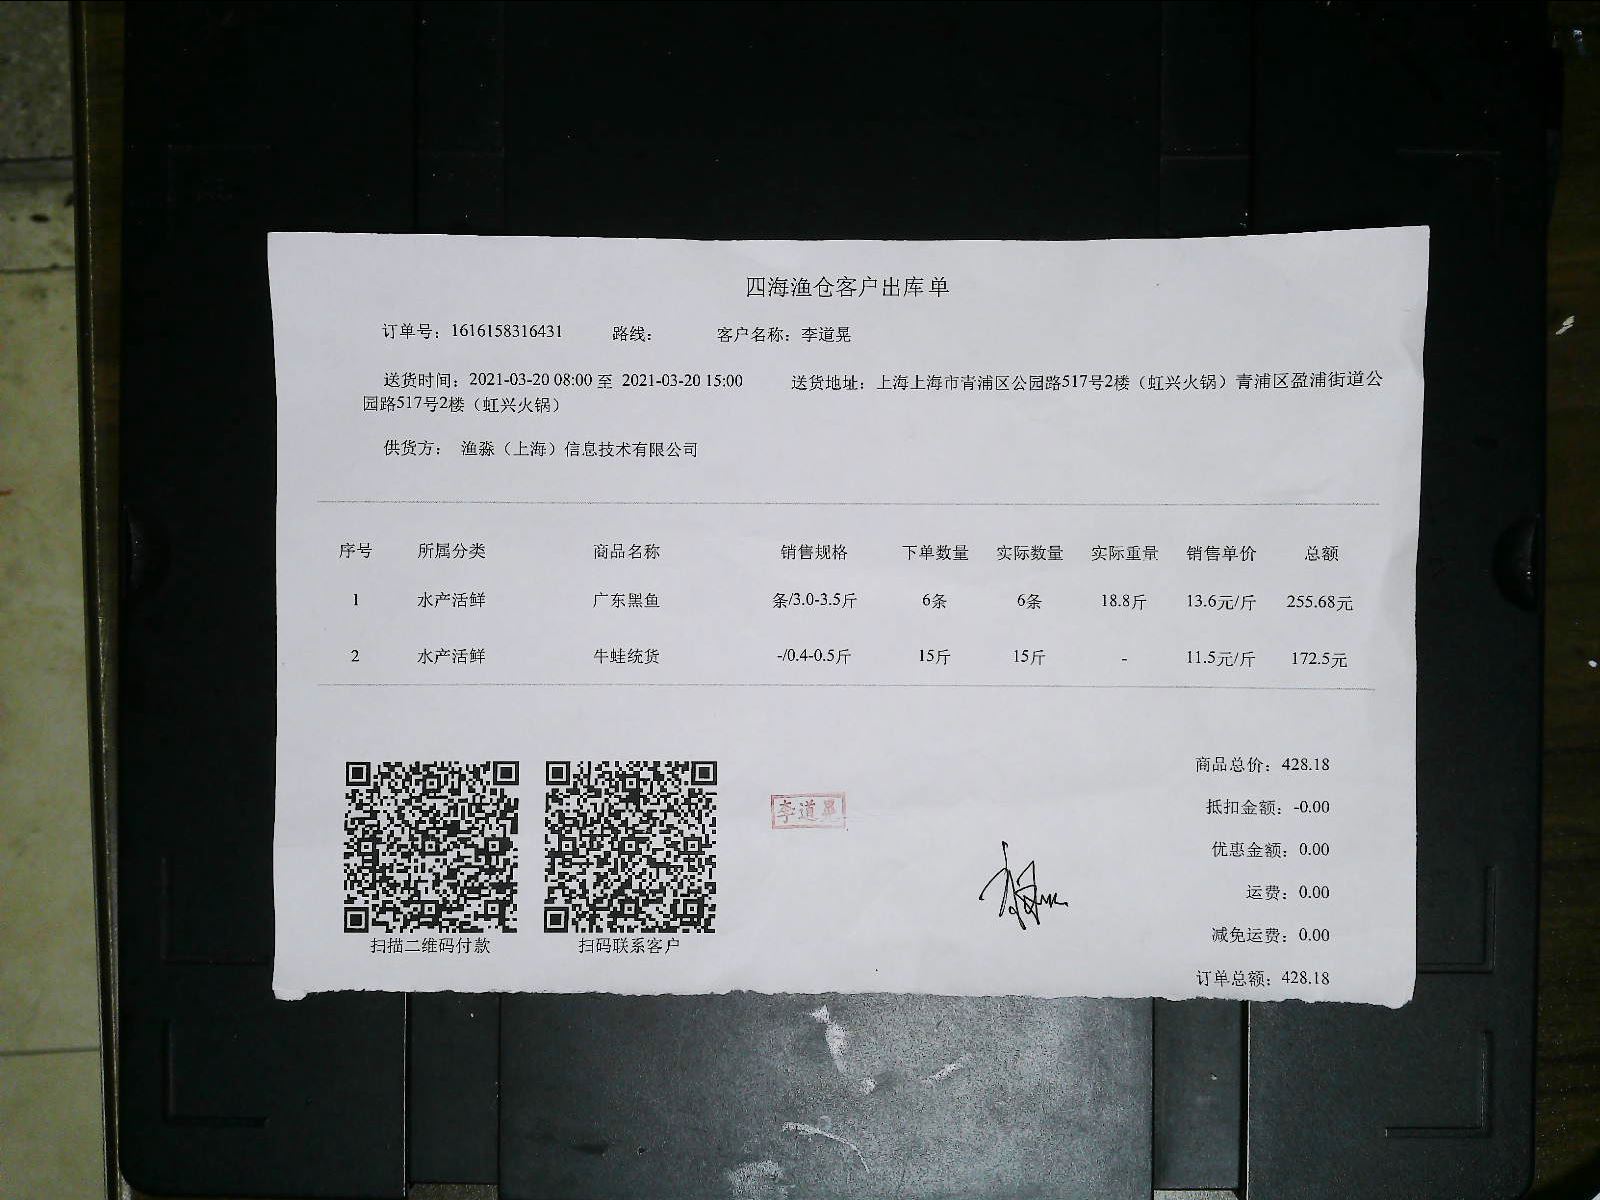 四海渔仓客户出库单
订单号：1616158316431 路线： 客户名称：李道晃
送货时间：2021-03-20 08:00 至 2021-03-20 15:00 送货地址：上海上海市青浦区公园路517号2楼（虹兴火锅）青浦区盈浦街道公
园路517号2楼（虹兴火锅）
供货方： 渔淼（上海）信息技术有限公司
序号 所属分类 商品名称 销售规格 下单数量 实际数量 实际重量 销售单价 总额
1 水产活鲜 广东黑鱼 条/3.0-3.5斤 6条 6条 18.8斤 13.6元/斤 255.68元
2 水产活鲜 牛蛙统货 -/0.4-0.5斤 15斤 15斤 - 11.5元/斤 172.5元
商品总价：428.18
抵扣金额：-0.00
优惠金额：0.00
运费：0.00
减免运费：0.00
订单总额：428.18
李道晃
扫描二维码付款 扫码联系客户